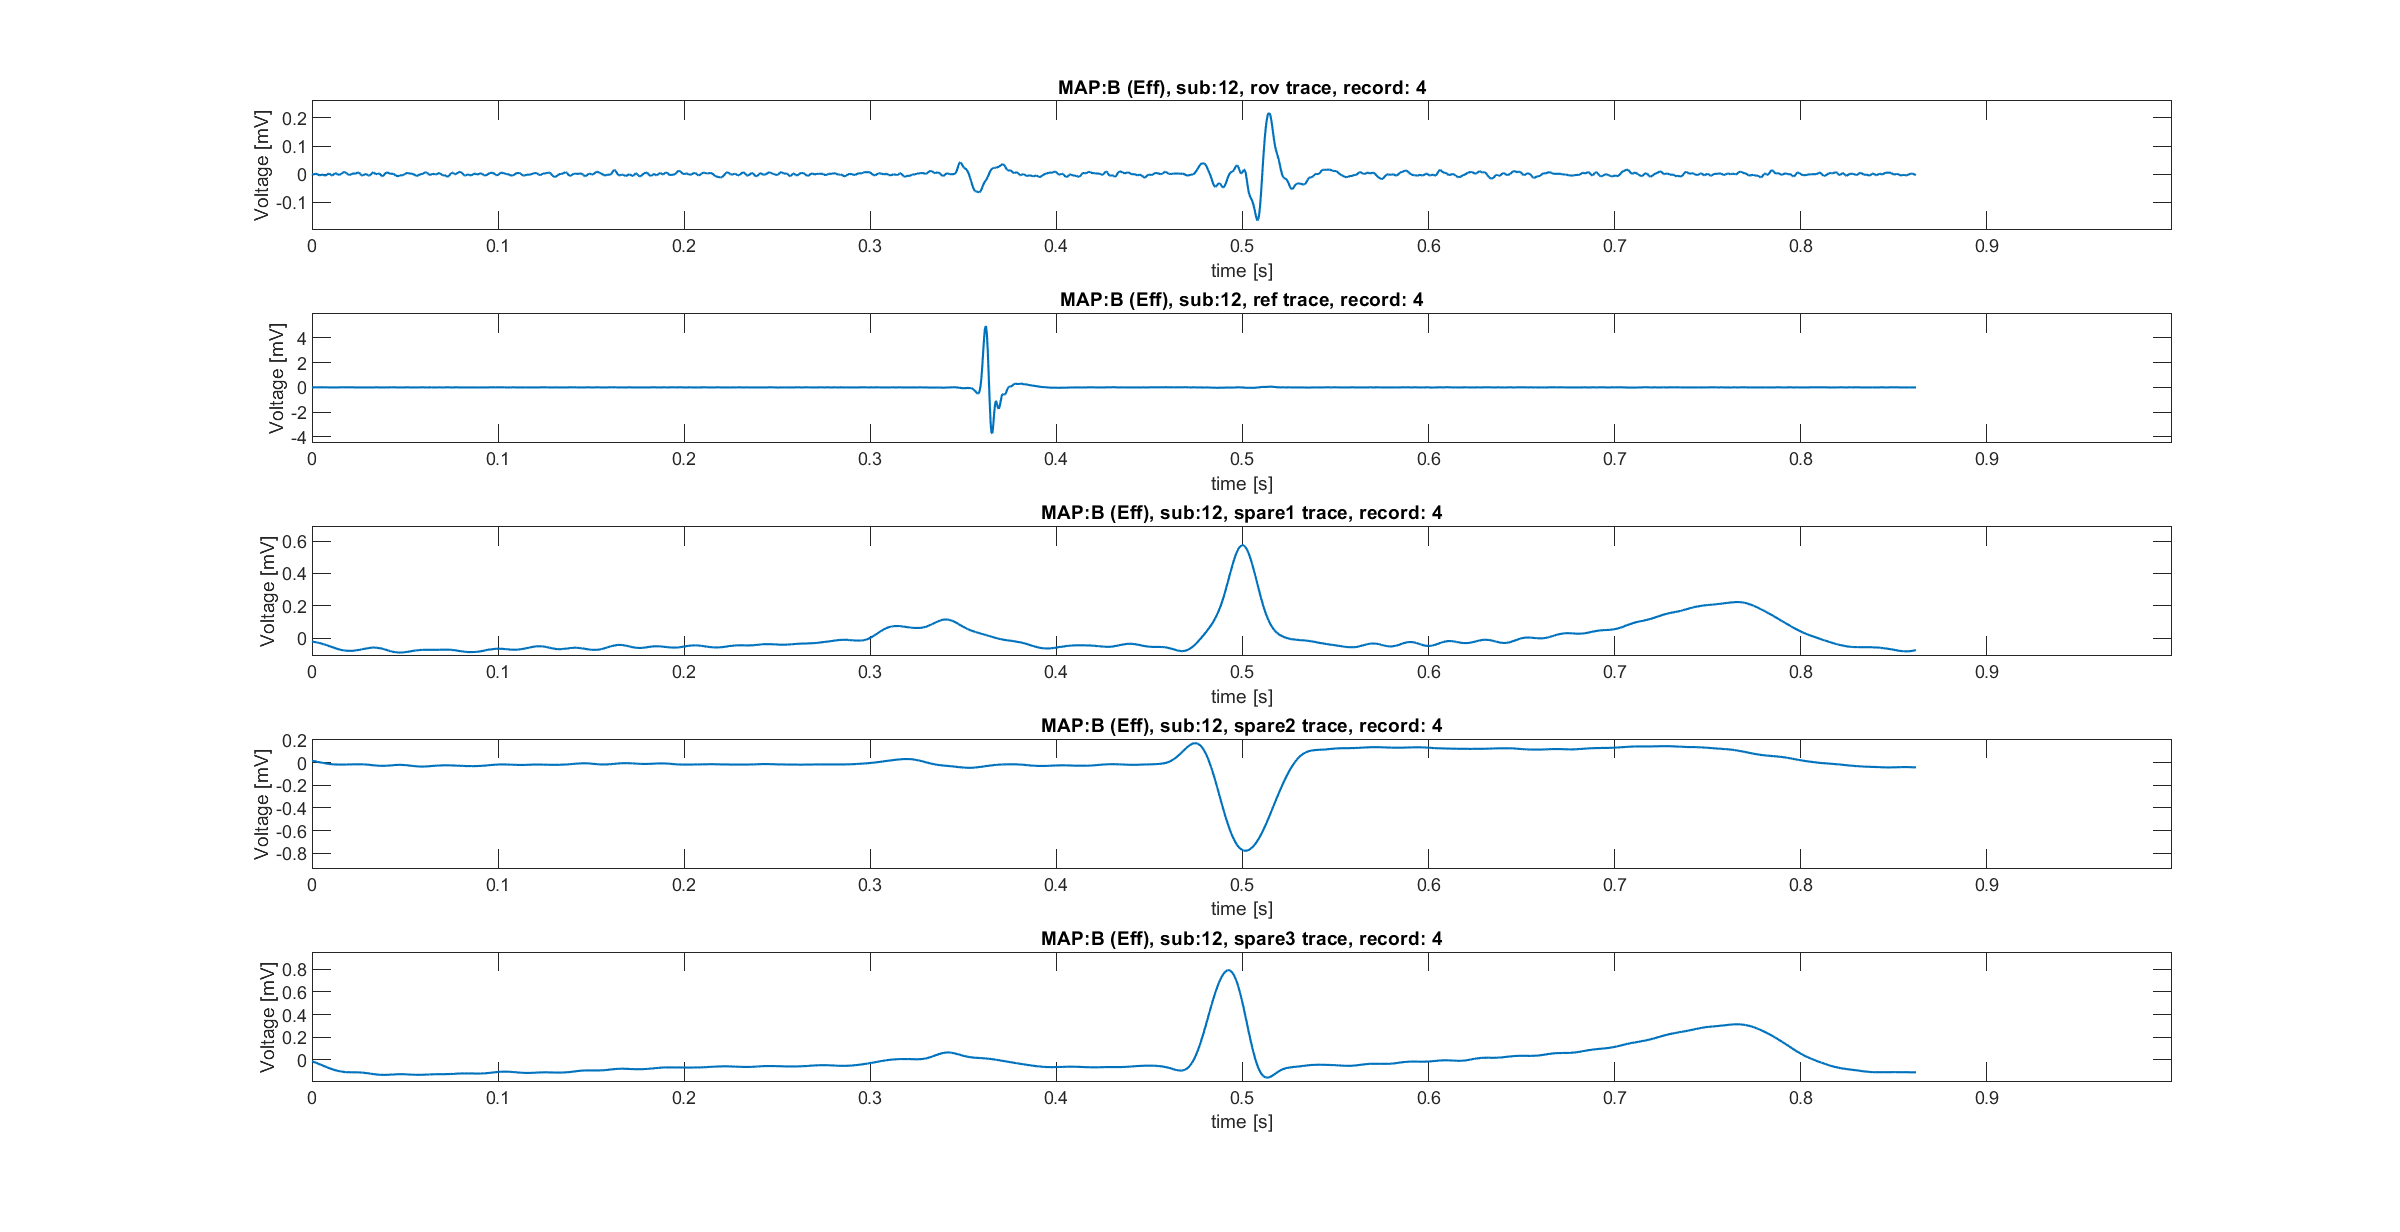 MAP:B (Eff), sub:12, rov trace, record: 4
Voltage [mV]
0.2
0.1
0
-0.1
0 0.1 0.2 0.3 0.4 0.5 0.6 0.7 0.8 0.9
time [s]
MAP:B (Eff), sub:12, ref trace, record: 4
Voltage [mV]
4
2
0
-2
-4
0 0.1 0.2 0.3 0.4 0.5 0.6 0.7 0.8 0.9
time [s]
MAP:B (Eff), sub:12, spare1 trace, record: 4
Voltage [mV]
0.6
0.4
0.2
0
0 0.1 0.2 0.3 0.4 0.5 0.6 0.7 0.8 0.9
time [s]
MAP:B (Eff), sub:12, spare2 trace, record: 4
Voltage [mV]
0.2
0
-0.2
-0.4
-0.6
-0.8
0 0.1 0.2 0.3 0.4 0.5 0.6 0.7 0.8 0.9
time [s]
MAP:B (Eff), sub:12, spare3 trace, record: 4
Voltage [mV]
0.8
0.6
0.4
0.2
0
0 0.1 0.2 0.3 0.4 0.5 0.6 0.7 0.8 0.9
time [s]